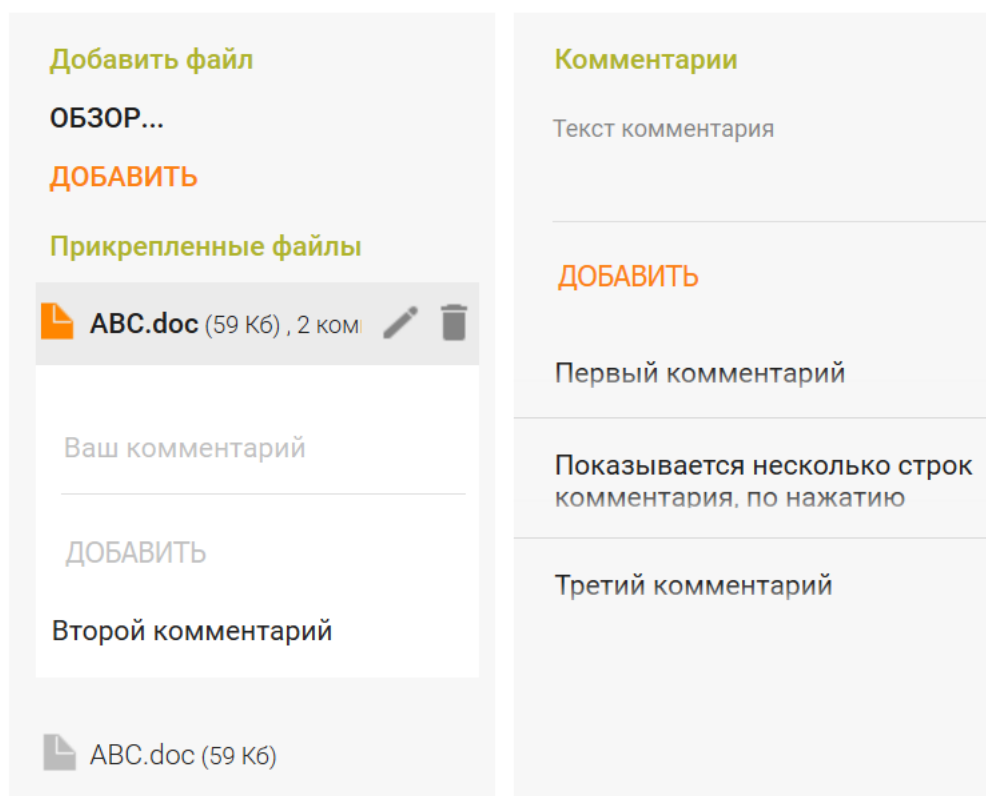 Добавить файл
ОБЗОР...
ДОБАВИТЬ
Прикрепленные файлы
ABC.doc (59 Кб) , 2 ком
Ваш комментарий
ДОБАВИТЬ
Второй комментарий
ABC.doc (59 Кб)
Комментарии
Текст комментария
ДОБАВИТЬ
Первый комментарий
Показывается несколько строк
комментария, по нажатию
Третий комментарий